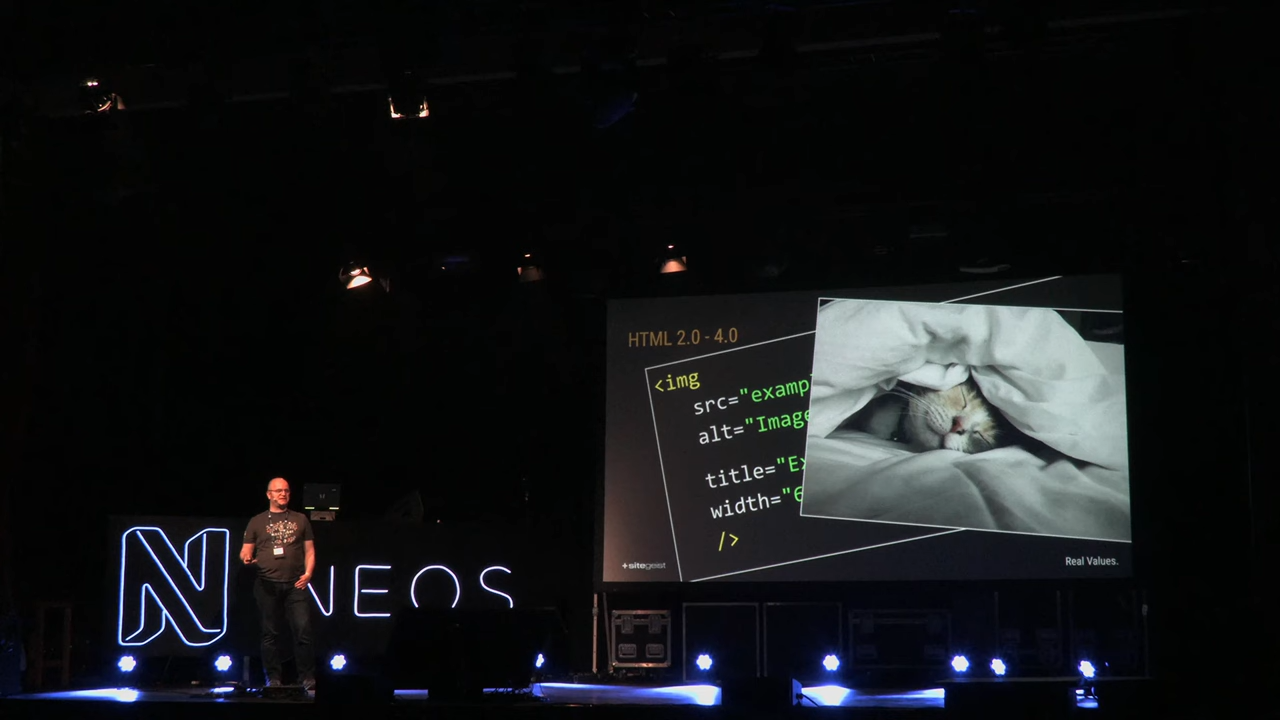 HTML 2.0 - 4.0
<img
src="examp
alt="Image
title="Ex
width="6
/>
+sitegeist
Real Values.
N NEOS